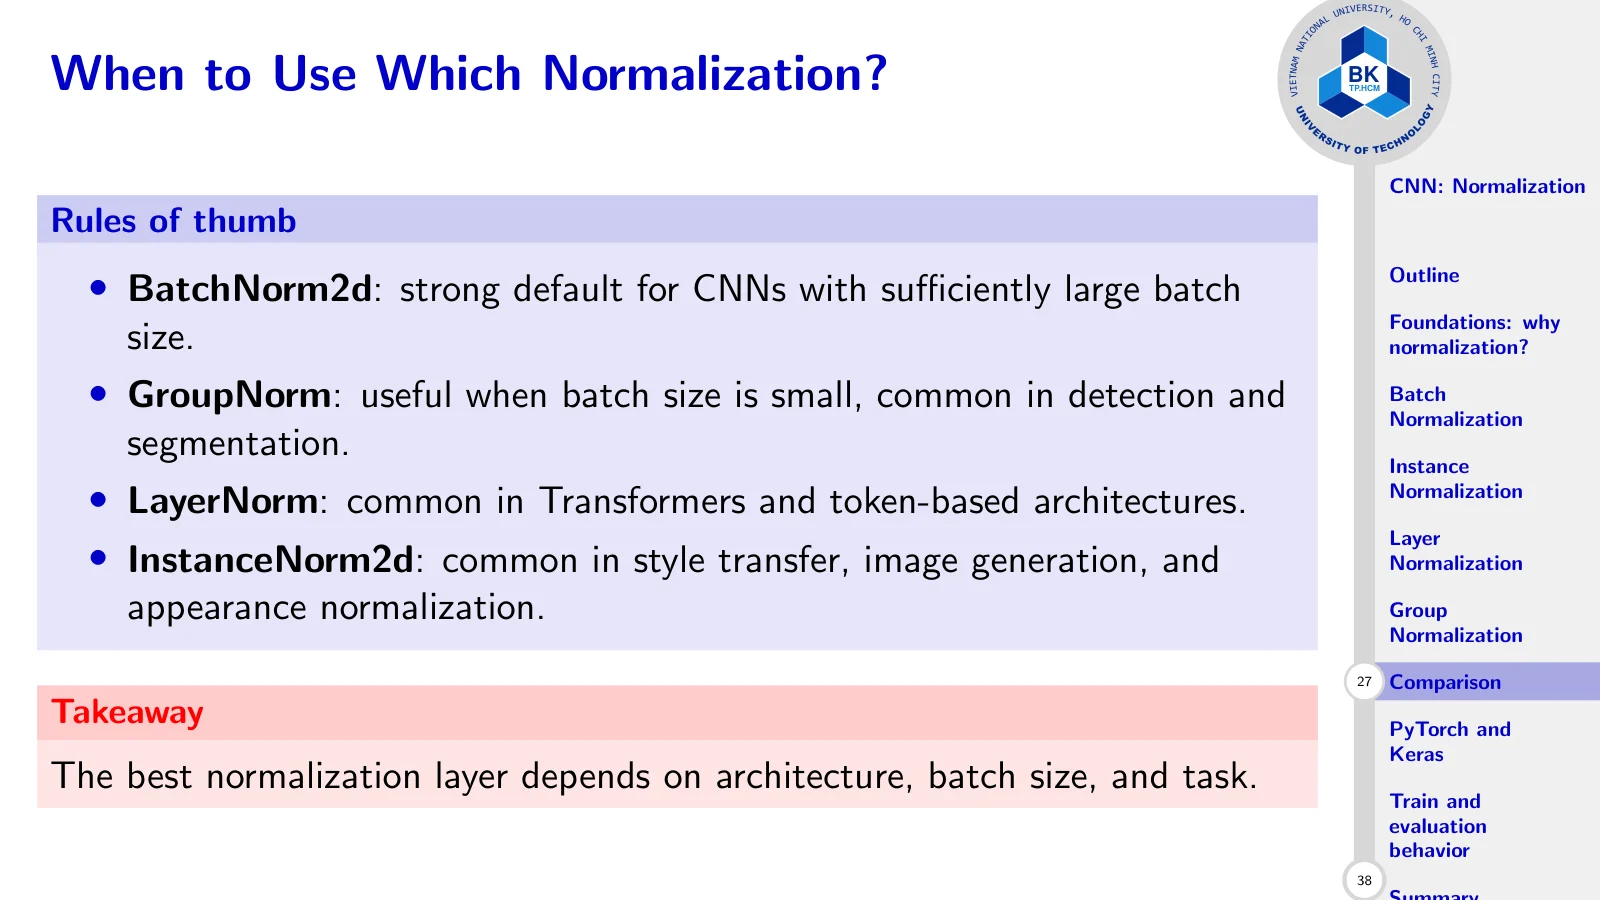 When to Use Which Normalization?
Rules of thumb
• BatchNorm2d: strong default for CNNs with sufficiently large batch
size.
• GroupNorm: useful when batch size is small, common in detection and
segmentation.
• LayerNorm: common in Transformers and token-based architectures.
• InstanceNorm2d: common in style transfer, image generation, and
appearance normalization.
Takeaway
The best normalization layer depends on architecture, batch size, and task.
VIETNAM NATIONAL UNIVERSITY, HO CHI MINH CITY
BK
TP.HCM
UNIVERSITY OF TECHNOLOGY
CNN: Normalization
Outline
Foundations: why
normalization?
Batch
Normalization
Instance
Normalization
Layer
Normalization
Group
Normalization
27
Comparison
PyTorch and
Keras
Train and
evaluation
behavior
38
Summary